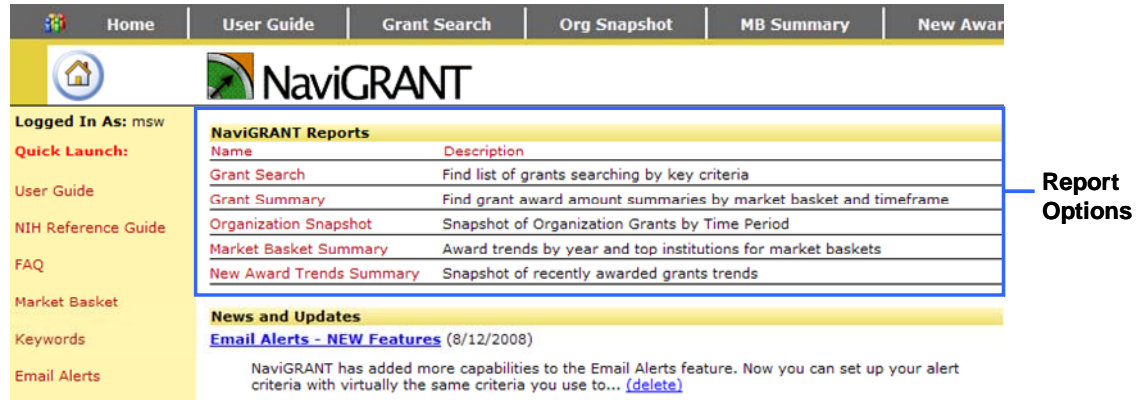 Home User Guide Grant Search Org Snapshot MB Summary New Awar
NaviGRANT
Logged In As: msw
Quick Launch:
User Guide
NIH Reference Guide
FAQ
Market Basket
Keywords
Email Alerts
NaviGRANT Reports
Name Description
Grant Search Find list of grants searching by key criteria
Grant Summary Find grant award amount summaries by market basket and timeframe
Organization Snapshot Snapshot of Organization Grants by Time Period
Market Basket Summary Award trends by year and top institutions for market baskets
New Award Trends Summary Snapshot of recently awarded grants trends
Report
Options
News and Updates
Email Alerts - NEW Features (8/12/2008)
NaviGRANT has added more capabilities to the Email Alerts feature. Now you can set up your alert
criteria with virtually the same criteria you use to... (delete)